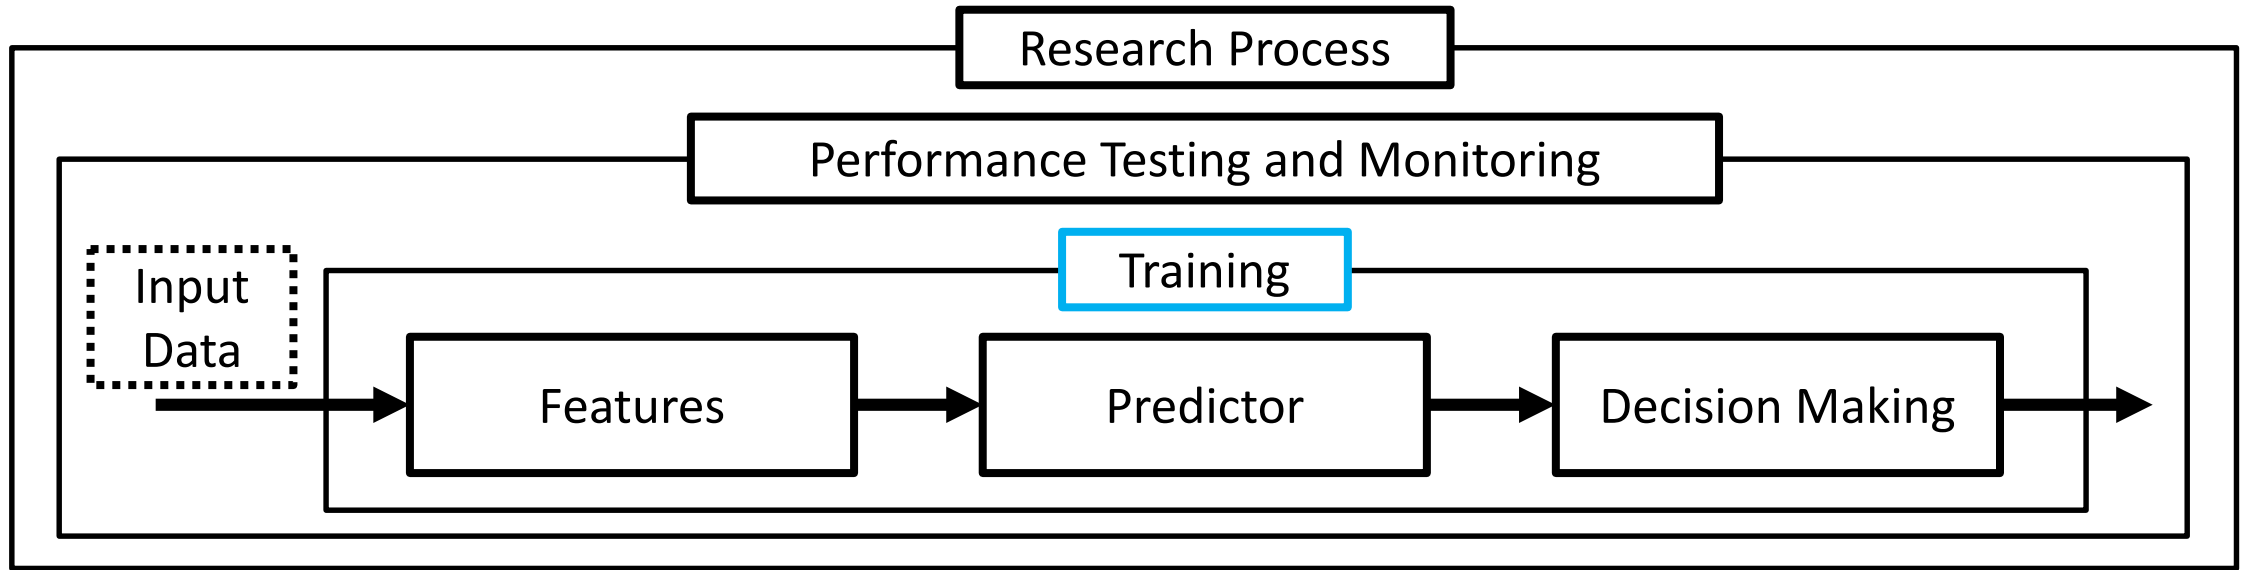 Research Process
Performance Testing and Monitoring
Training
Input
Data
Features
Predictor
Decision Making